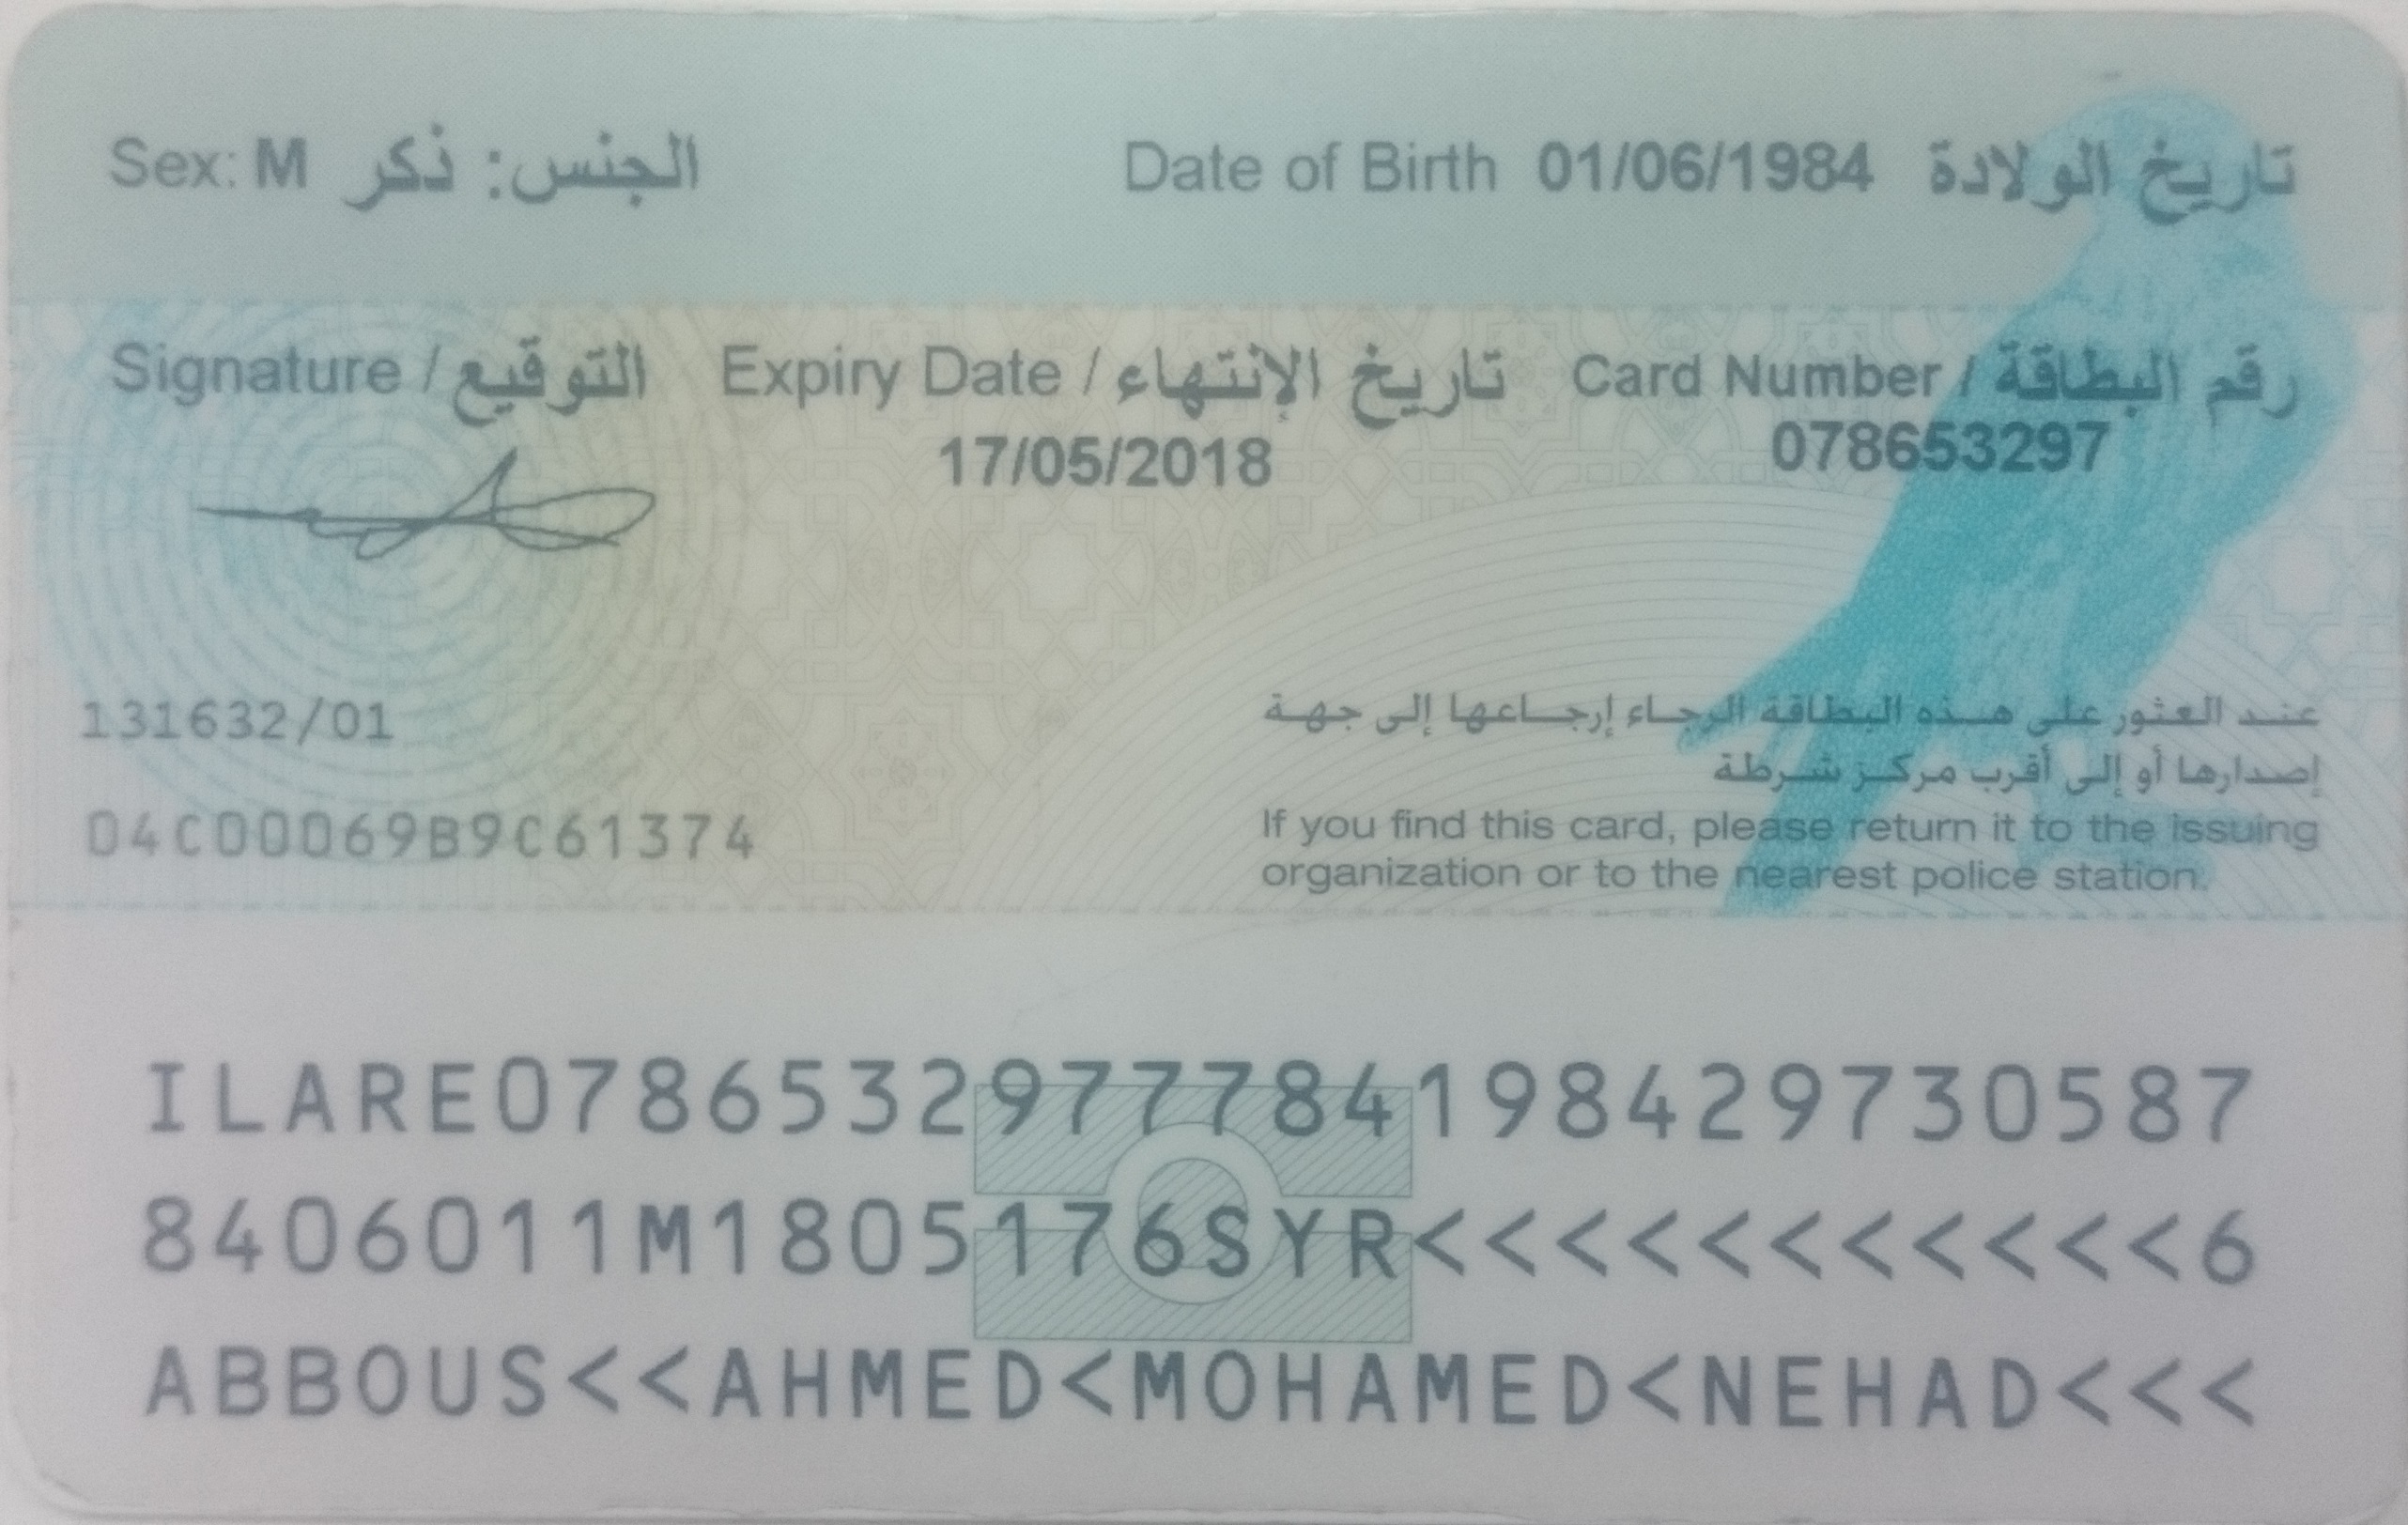 Sex: M الجنس: ذكر Date of Birth 01/06/1984 تاريخ الولادة
Signature / التوقيع Expiry Date / تاريخ الإنتهاء Card Number / رقم البطاقة
17/05/2018 078653297
131632/01
04C00069B9C61374
عند العثور على هذه البطاقة الرجاء إرجاعها إلى جهة
إصدارها أو إلى أقرب مركز شرطة
If you find this card, please return it to the issuing
organization or to the nearest police station.
ILARE0786532977784198429730587
8406011M1805176SYR<<<<<<<<<<<6
ABBOUS<<AHMED<MOHAMED<NEHAD<<<